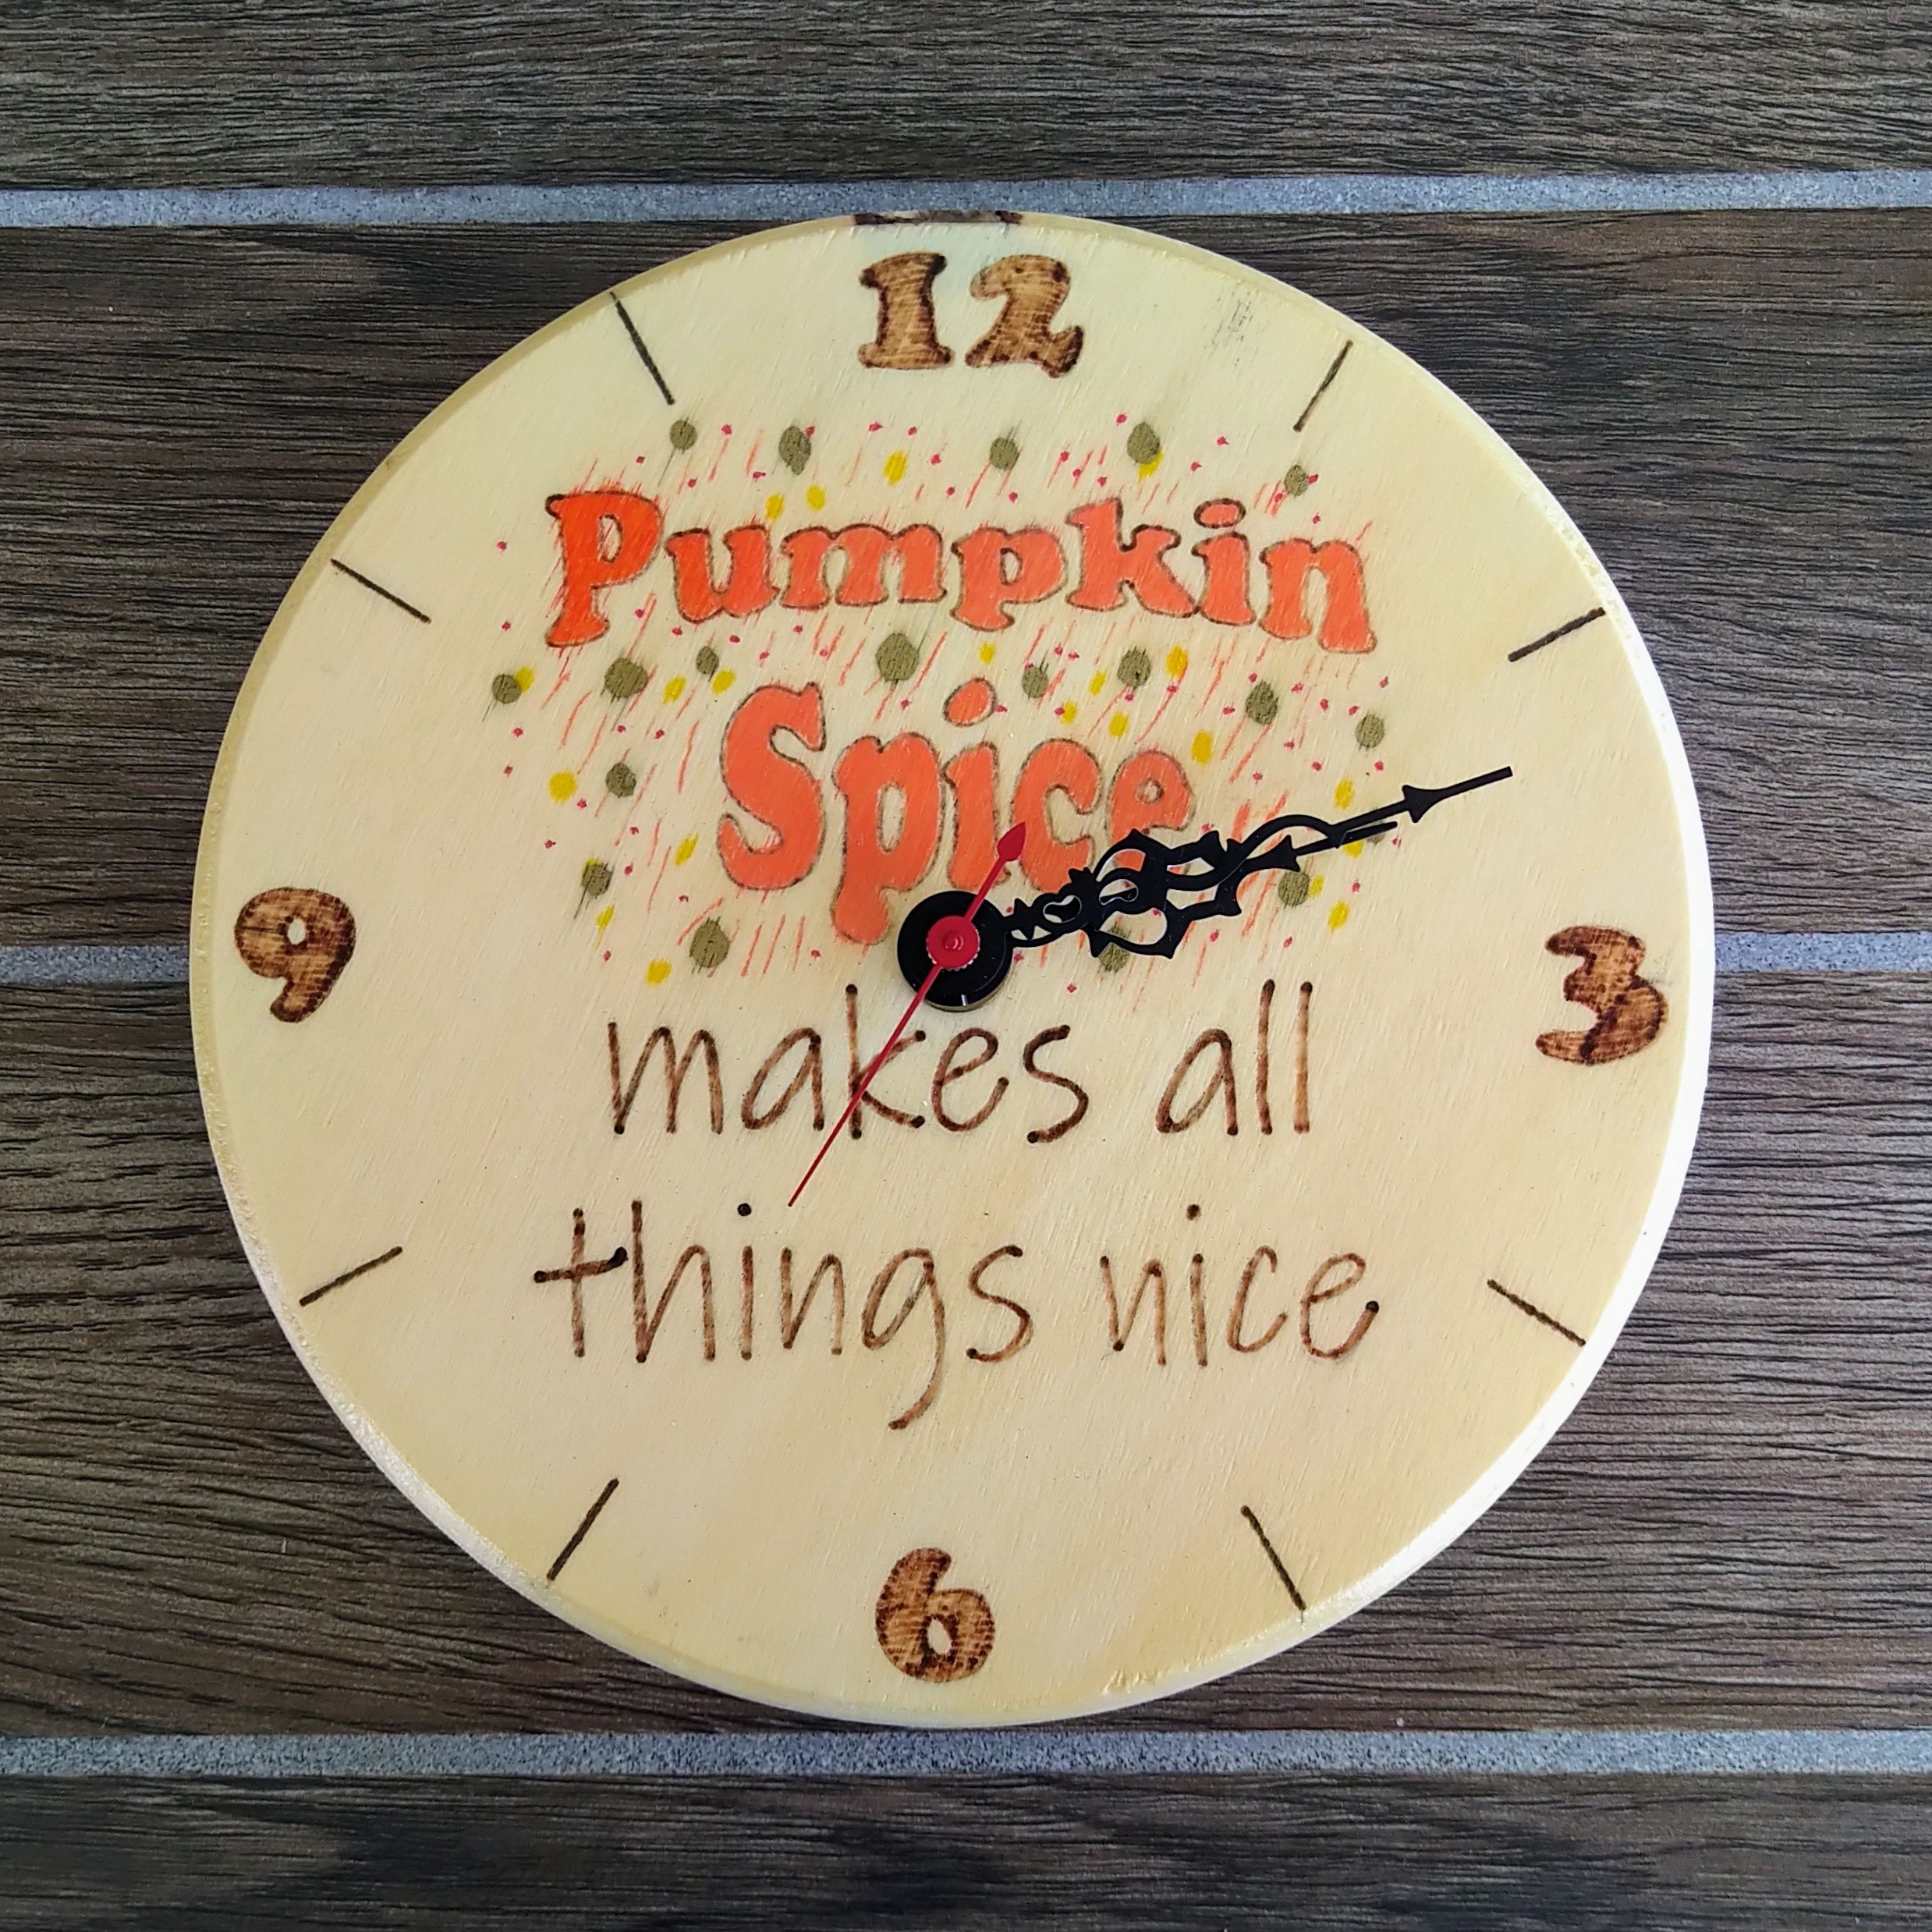 12
Pumpkin
Spice
9
3
makes all
things nice
6